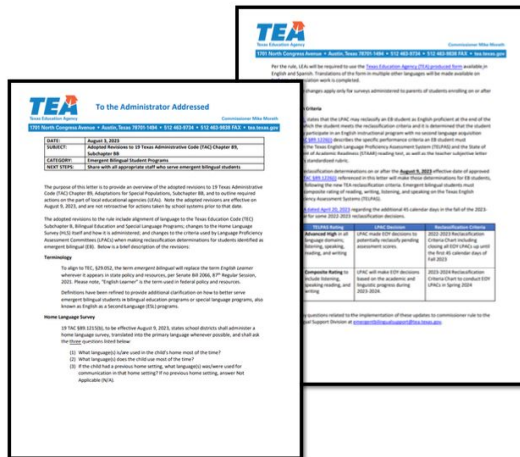 TEA
Texas Education Agency
Commissioner Mike Morath
1701 North Congress Avenue • Austin, Texas 78701-1494 • 512 463-9734 • 512 463-9838 FAX • tea.texas.gov
Per the rule, LEAs will be required to use the Texas Education Agency (TEA) produced form available in
English and Spanish. Translations of the form in multiple other languages will be made available on
work is completed.
changes apply only for surveys administered to parents of students enrolling on or after
Criteria
states that the LPAC may reclassify an EB student as English proficient at the end of the
which the student meets the reclassification criteria and it is determined that the student
participate in an English instructional program with no second language acquisition
describes the specific performance criteria an EB student must
the Texas English Language Proficiency Assessment System (TELPAS) and the State of
of Academic Readiness (STAAR) reading test, as well as the teacher subjective letter
standardized rubric.
reclassification determinations on or after the August 9, 2023 effective date of approved
referenced in this letter will make those determinations for EB students,
following the new TEA reclassification criteria. Emergent bilingual students must
composite rating of reading, writing, listening, and speaking on the Texas English
Proficiency Assessment Systems (TELPAS).
dated April 25, 2023 regarding the additional 45 calendar days in the fall of the 2023-
for some 2022-2023 reclassification decisions.
TELPAS Rating LPAC Decision Reclassification Criteria
Advanced High in all
language domains,
listening, speaking,
reading, and writing
LPAC must make EOY decisions to
potentially reclassify pending
assessment scores.
2022-2023 Reclassification
Criteria Chart including
closing all EOY LPACs up until
the first 45 calendar days of
Fall 2023
Composite Rating to
include listening,
speaking, reading, and
writing
LPAC will make EOY decisions
based on the academic and
linguistic progress during
2023-2024.
2023-2024 Reclassification
Criteria Chart to conduct EOY
LPACs in Spring 2024
questions related to the implementation of these updates to commissioner rule to the
Support Division at emergentbilingualsupport@tea.texas.gov.
TEA
Texas Education Agency
To the Administrator Addressed
Commissioner Mike Morath
1701 North Congress Avenue • Austin, Texas 78701-1494 • 512 463-9734 • 512 463-9838 FAX • tea.texas.gov
DATE: August 3, 2023
SUBJECT: Adopted Revisions to 19 Texas Administrative Code (TAC) Chapter 89,
Subchapter BB
CATEGORY: Emergent Bilingual Student Programs
NEXT STEPS: Share with all appropriate staff who serve emergent bilingual students
The purpose of this letter is to provide an overview of the adopted revisions to 19 Texas Administrative
Code (TAC) Chapter 89, Adaptations for Special Populations, Subchapter BB, and to outline required
actions on the part of local educational agencies (LEAs). Note the adopted revisions are effective on
August 9, 2023, and are not retroactive for actions taken by school systems prior to that date.
The adopted revisions to the rule include alignment of language to the Texas Education Code (TEC)
Subchapter B, Bilingual Education and Special Language Programs; changes to the Home Language
Survey (HLS) itself and how it is administered; and changes to the criteria used by Language Proficiency
Assessment Committees (LPACs) when making reclassification determinations for students identified as
emergent bilingual (EB). Below is a brief description of the revisions.
Terminology
To align to TEC, §29.052, the term emergent bilingual will replace the term English Learner
wherever it appears in state policy and resources, per Senate Bill 2066, 87th Regular Session,
2021. Please note, "English Learner" is the term used in federal policy and resources.
Definitions have been refined to provide additional clarification on how to better serve
emergent bilingual students in bilingual education programs or special language programs, also
known as English as a Second Language (ESL) programs.
Home Language Survey
19 TAC §89.1215(b), to be effective August 9, 2023, states school districts shall administer a
home language survey, translated into the primary language whenever possible, and shall ask
the three questions listed below:
(1) What language(s) is/are used in the child's home most of the time?
(2) What language(s) does the child use most of the time?
(3) If the child had a previous home setting, what language(s) was/were used for
communication in that home setting? If no previous home setting, answer Not
Applicable (N/A).